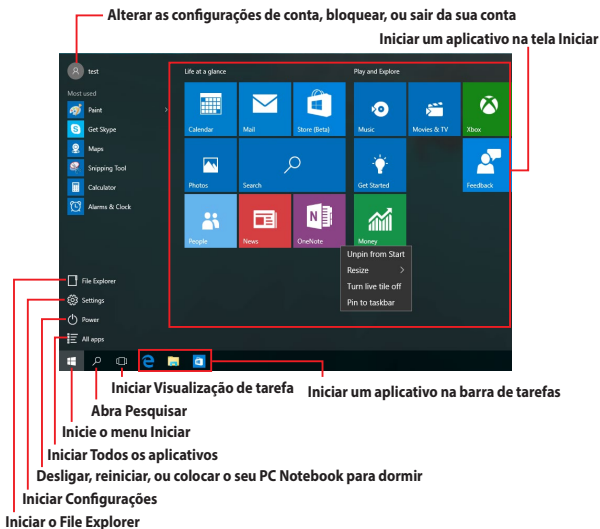 Alterar as configurações de conta, bloquear, ou sair da sua conta
Iniciar um aplicativo na tela Iniciar
test
Life at a glance
Play and Explore
Most used
Paint
Get Skype
Maps
Snipping Tool
Calculator
Alarms & Clock
Calendar
Mail
Store (Beta)
Music
Movies & TV
Xbox
Photos
Search
Get Started
Feedback
People
News
OneNote
Money
Unpin from Start
Resize
Turn live tile off
Pin to taskbar
File Explorer
Settings
Power
All apps
Iniciar Visualização de tarefa
Iniciar um aplicativo na barra de tarefas
Abra Pesquisar
Inicie o menu Iniciar
Iniciar Todos os aplicativos
Desligar, reiniciar, ou colocar o seu PC Notebook para dormir
Iniciar Configurações
Iniciar o File Explorer